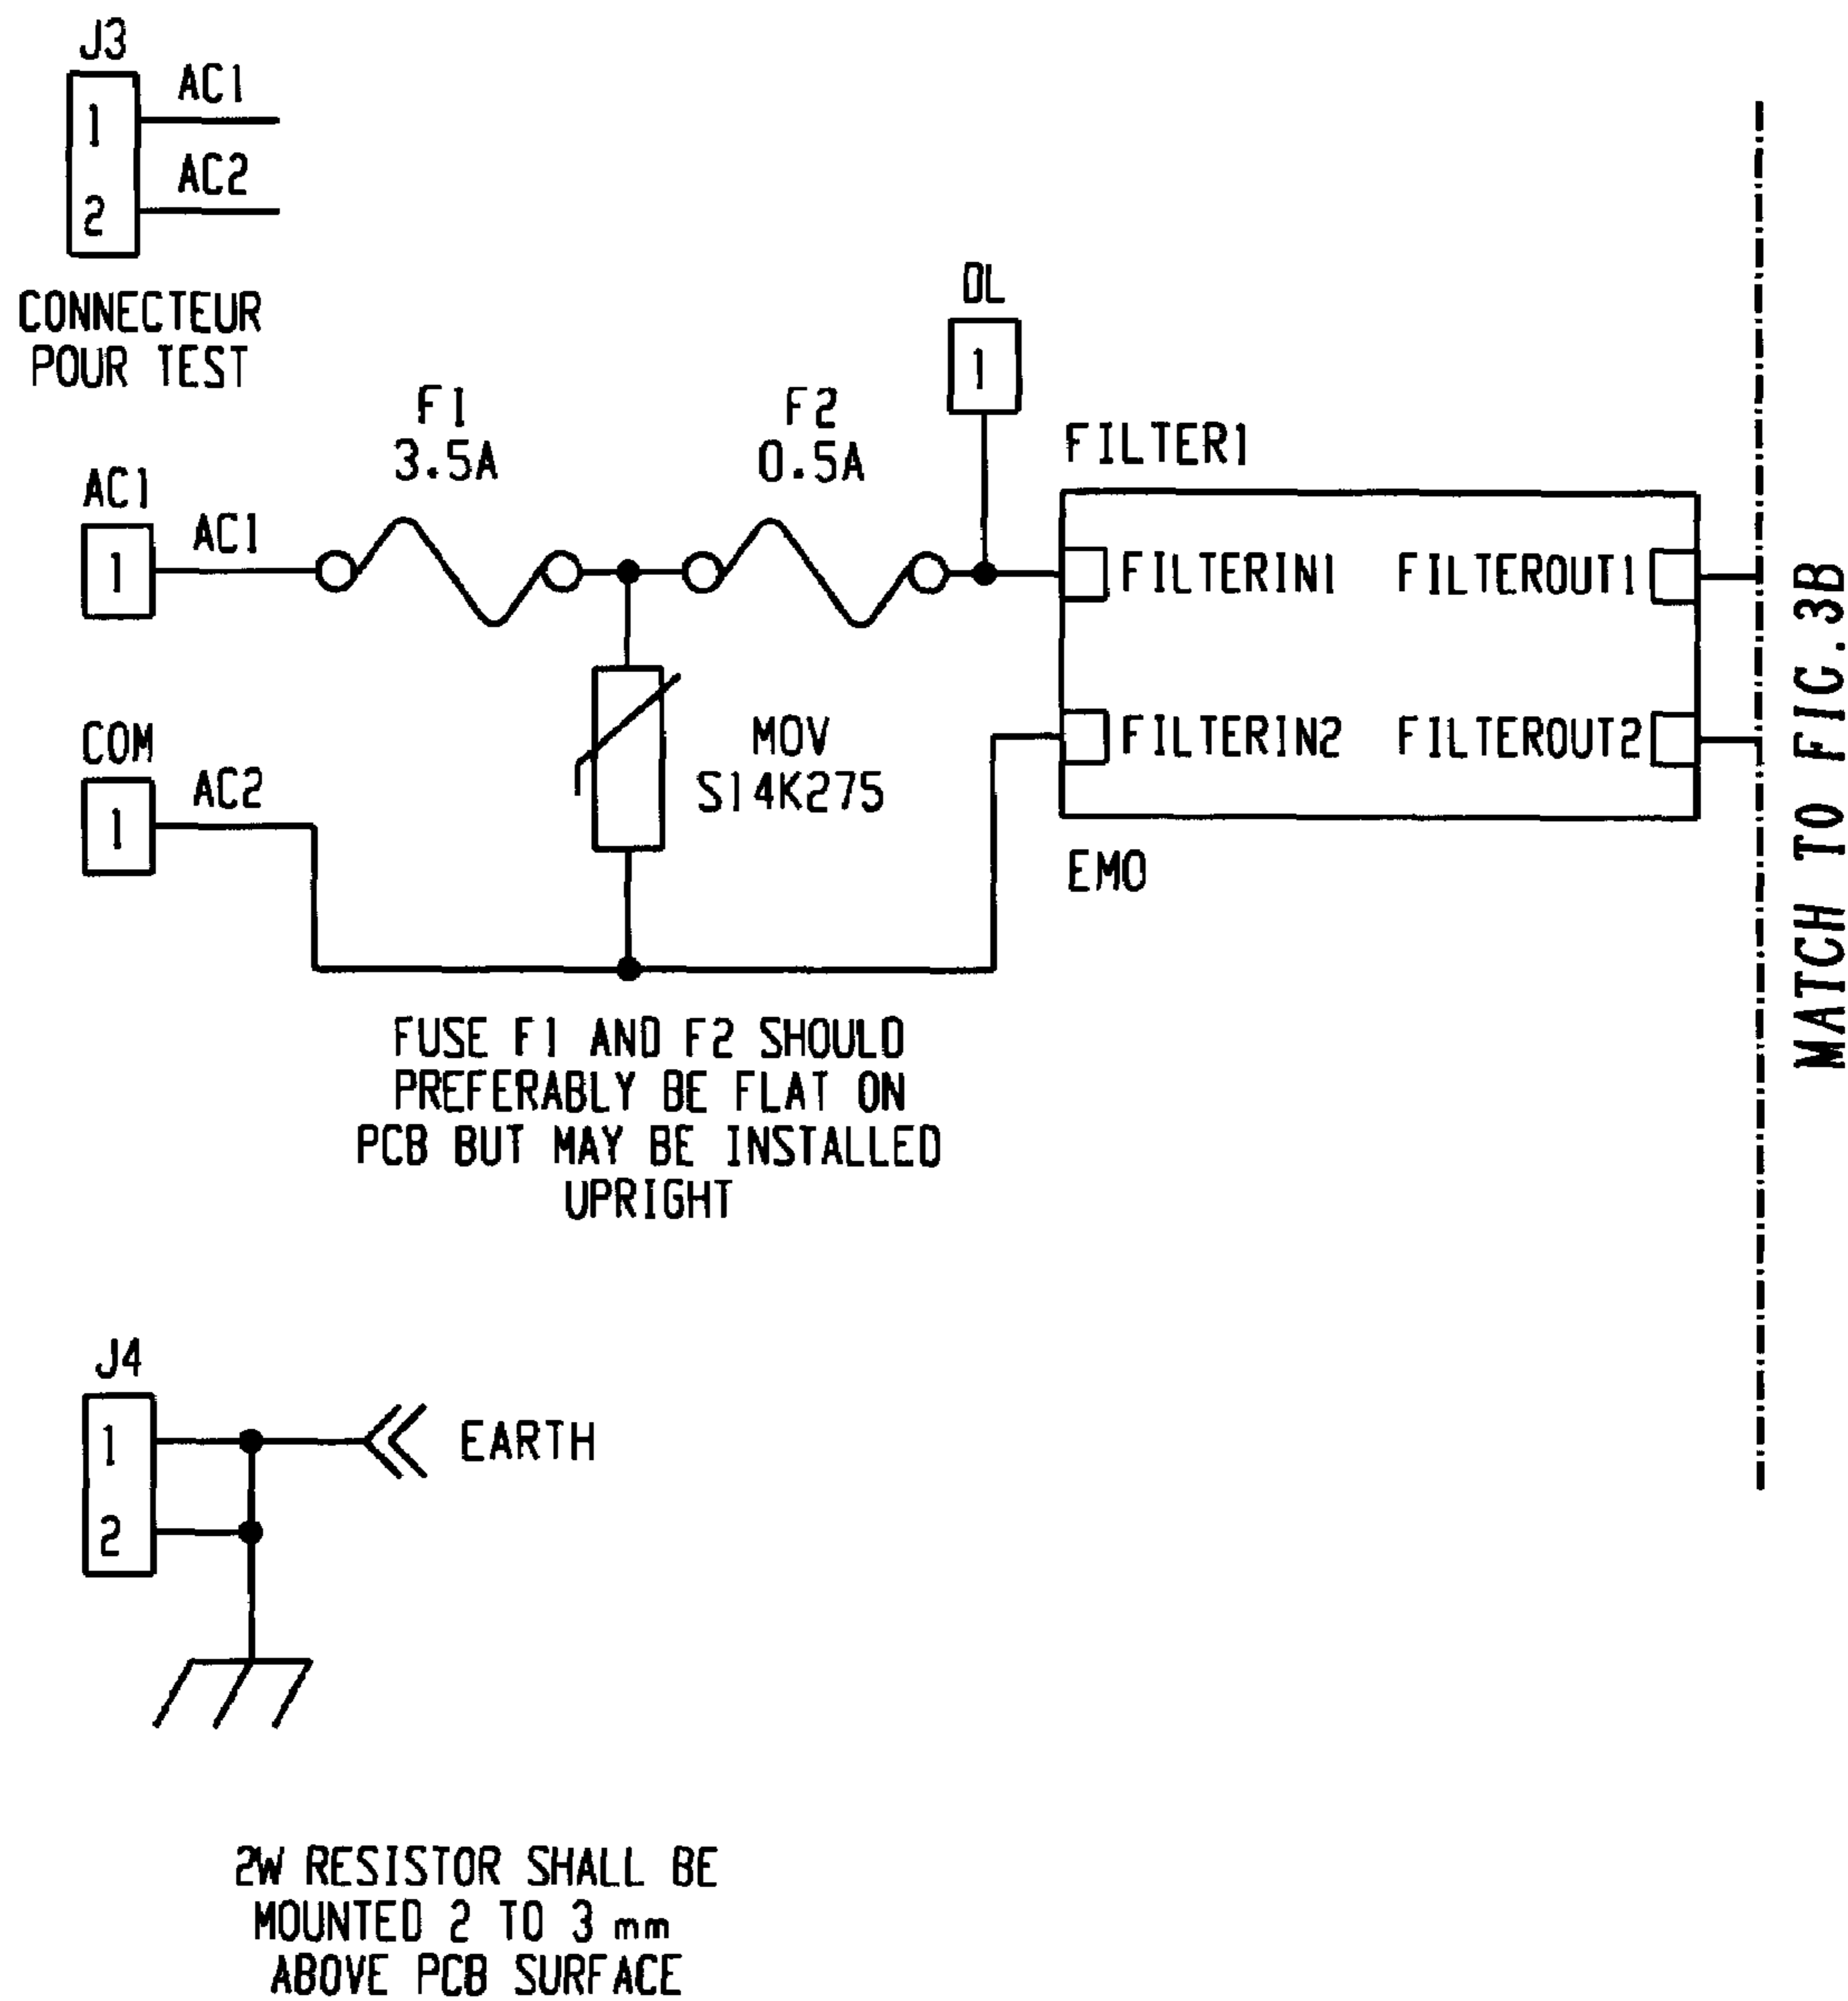 J3
1
AC1
AC2
2
CONNECTEUR
POUR TEST
DL
1
F1
3.5A
F2
0.5A
FILTER1
AC1
1
AC1
FILTERIN1
FILTEROUT1
COM
1
AC2
MOV
S14K275
FILTERIN2
FILTEROUT2
EMO
FUSE F1 AND F2 SHOULD
PREFERABLY BE FLAT ON
PCB BUT MAY BE INSTALLED
UPRIGHT
MATCH TO FIG.3B
J4
1
2
EARTH
2W RESISTOR SHALL BE
MOUNTED 2 TO 3 mm
ABOVE PCB SURFACE